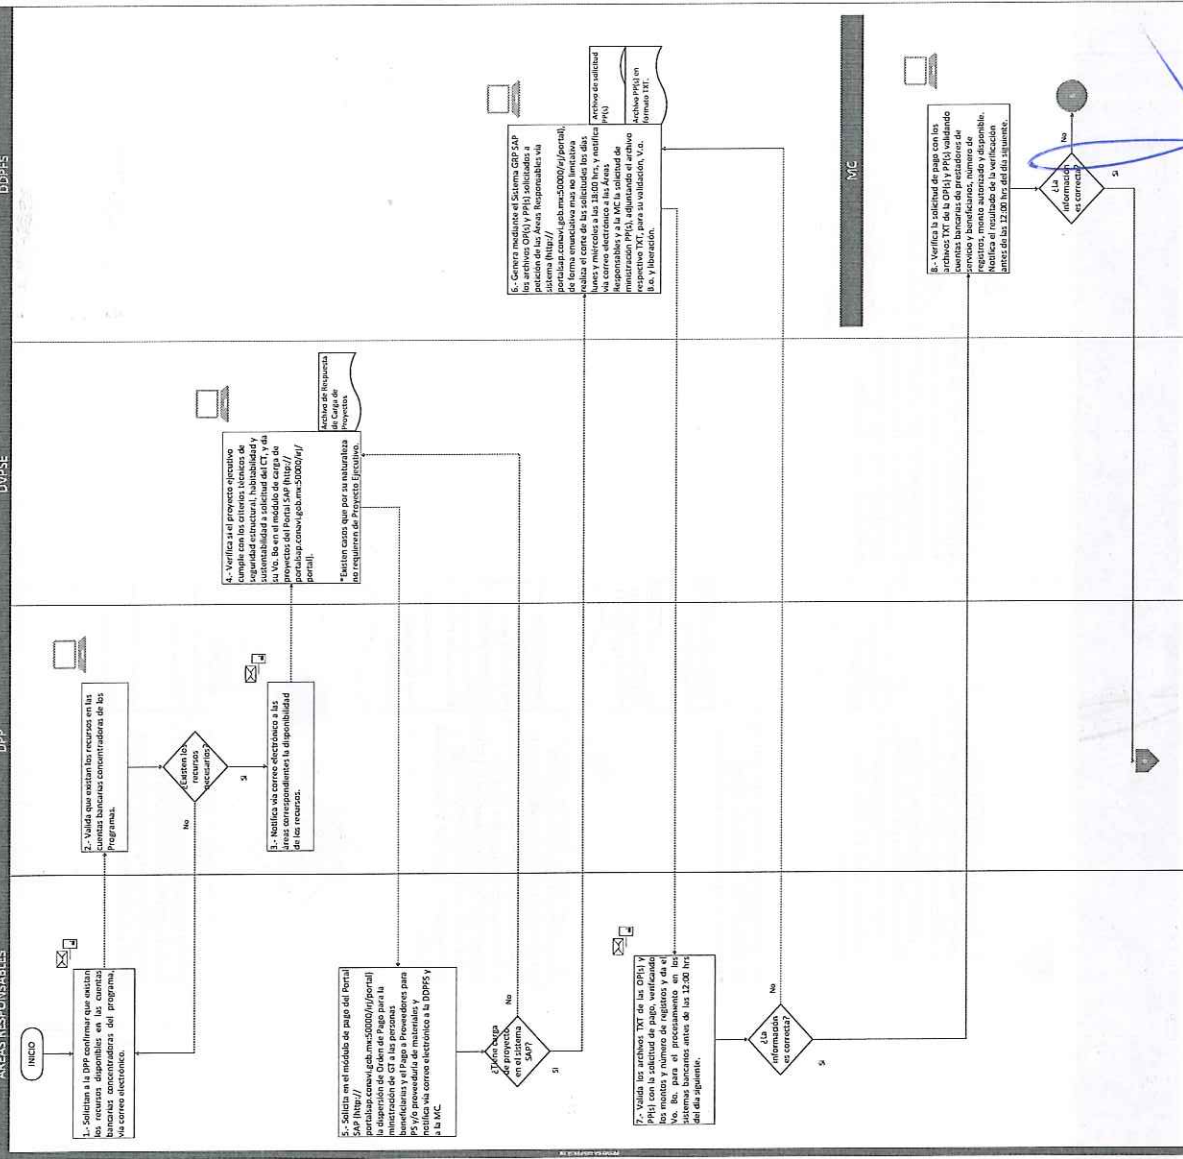 ÁREAS RESPONSABLES
DPP
DVPSE
DDPFS
INICIO
1.- Solicitan a la DPP confirmar que existan
los recursos disponibles en las cuentas
bancarias concentradoras del programa,
vía correo electrónico.
2.- Valida que existan los recursos en las
cuentas bancarias concentradoras de los
Programas.
¿Existen los
recursos
necesarios?
No
Si
3.- Notifica vía correo electrónico a las
áreas correspondientes la disponibilidad
de los recursos.
4.- Verifica si el proyecto ejecutivo
cumple con los criterios técnicos de
seguridad estructural, habitabilidad y
sustentabilidad a solicitud del CT, y da
su Vo. Bo en el módulo de carga de
proyectos del Portal SAP (http://
portalsap.conavi.gob.mx:50000/irj/
portal).
*Existen casos que por su naturaleza
no requieren de Proyecto Ejecutivo.
Archivo de Respuesta
de Carga de
Proyectos
5.- Solicita en el módulo de pago del Portal
SAP (http://
portalsap.conavi.gob.mx:50000/irj/portal)
la dispersión de Orden de Pago para la
ministración de GT a las personas
beneficiarias y el Pago a Proveedores para
PS y/o proveeduría de materiales y
notifica vía correo electrónico a la DDPFS y
a la MC.
¿Tiene carga
de proyecto
en el sistema
SAP?
No
Si
6.- Genera mediante el Sistema GRP SAP
los archivos OP(s) y PP(s) solicitados a
petición de las Áreas Responsables vía
sistema (http://
portalsap.conavi.gob.mx:50000/irj/portal),
de forma enunciativa mas no limitativa
realiza el corte de las solicitudes los días
lunes y miércoles a las 18:00 hrs, y notifica
vía correo electrónico a las Áreas
Responsables y a la MC la solicitud de
ministración PP(s), adjuntando el archivo
respectivo TXT, para su validación, V.o.
B.o. y liberación.
Archivo de solicitud
PP(s)
Archivo PP(s) en
formato TXT.
7.- Valida los archivos TXT de las OP(s) y
PP(s) con la solicitud de pago, verificando
los montos y número de registros y da el
Vo. Bo. para el procesamiento en los
sistemas bancarios antes de las 12:00 hrs
del día siguiente.
¿La
información
es correcta?
No
Si
MC
8.- Verifica la solicitud de pago con los
archivos TXT de la OP(s) y PP(s) validando
cuentas bancarias de prestadores de
servicio y beneficiarios, número de
registros, monto autorizado y disponible.
Notifica el resultado de la verificación
antes de las 12:00 hrs del día siguiente.
¿La
información
es correcta?
No
Si